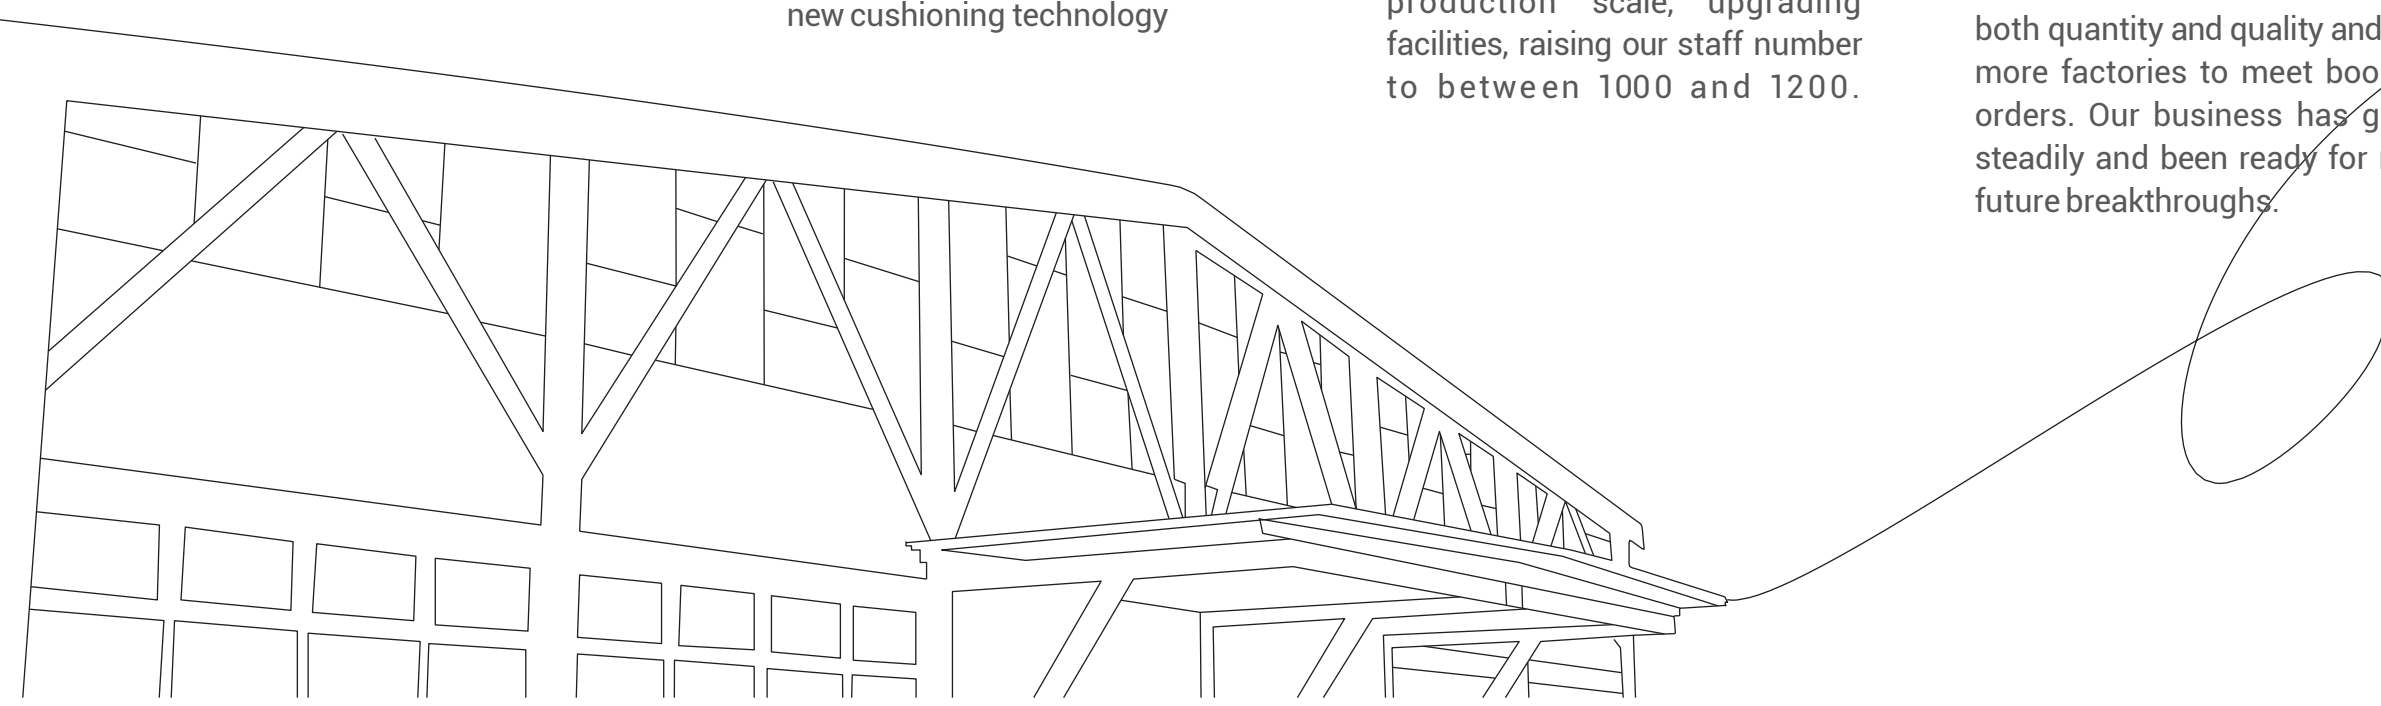 new cushioning technology
production scale, upgrading
facilities, raising our staff number
to between 1000 and 1200.
both quantity and quality and
more factories to meet
orders. Our business has
steadily and been ready for
future breakthroughs.